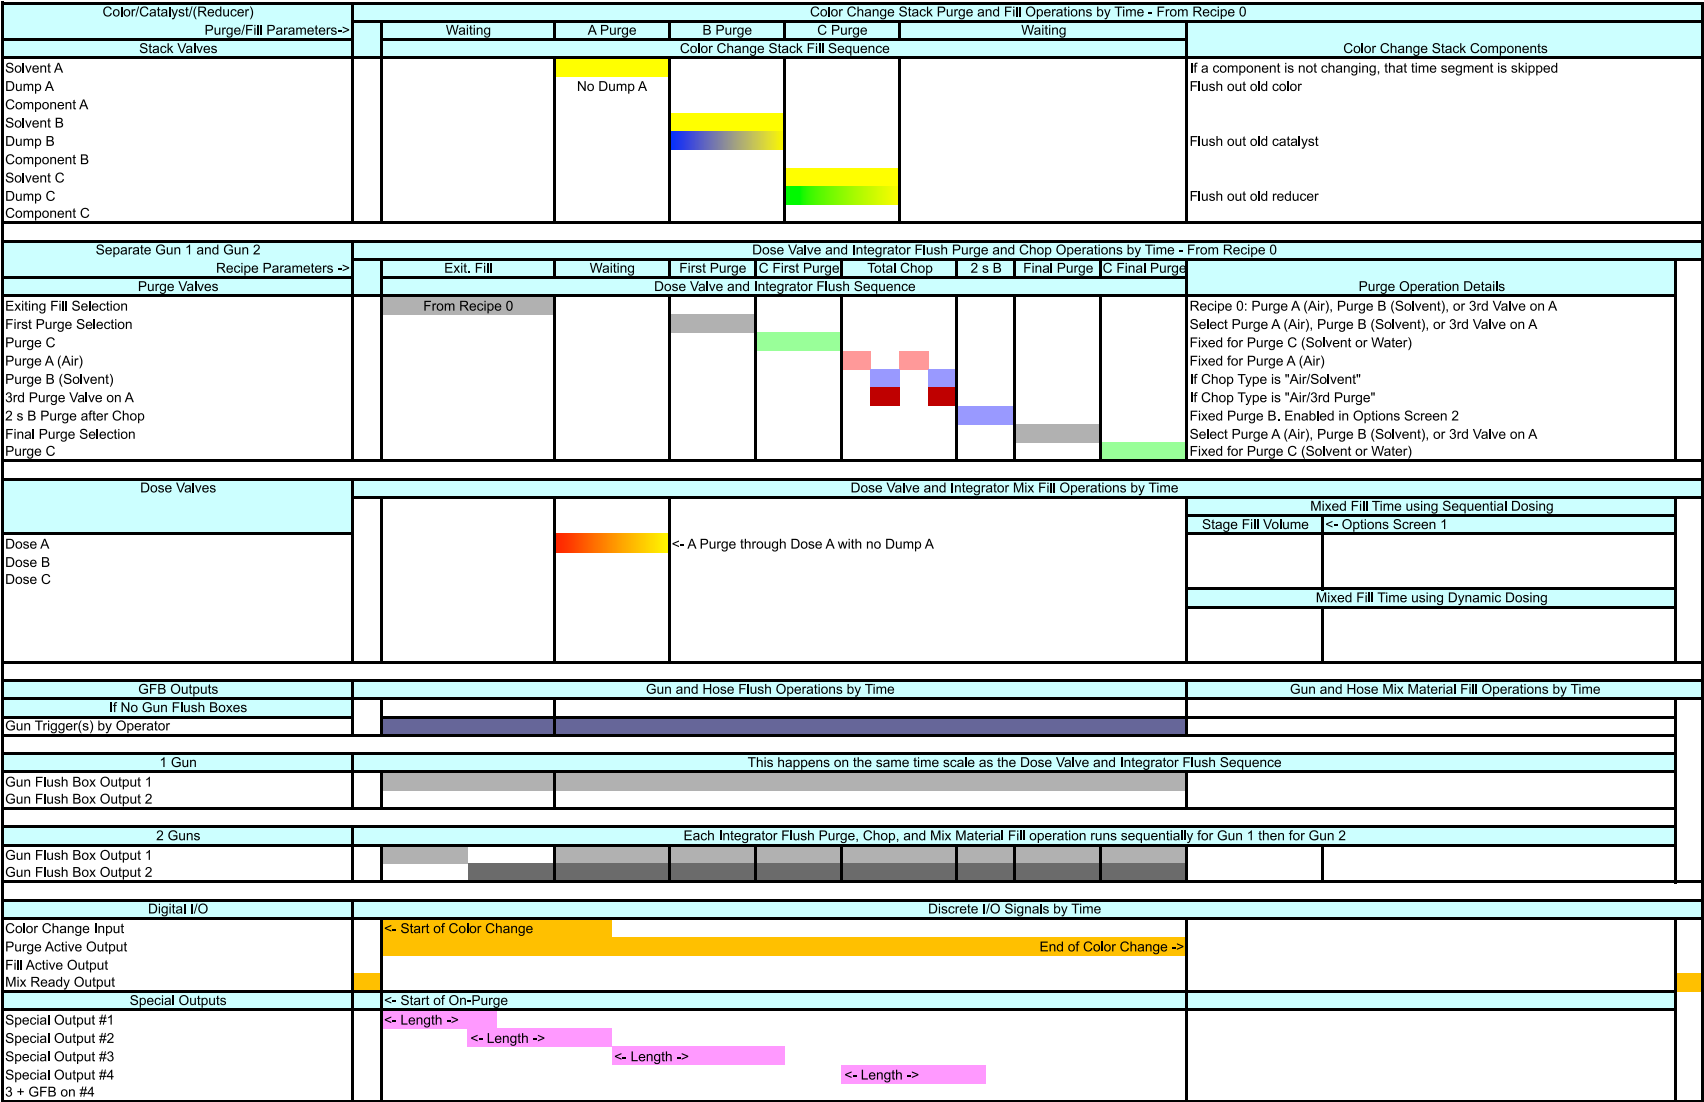 Color/Catalyst/(Reducer)
Color Change Stack Purge and Fill Operations by Time - From Recipe 0
Purge/Fill Parameters->
Waiting
A Purge
B Purge
C Purge
Waiting
Stack Valves
Color Change Stack Fill Sequence
Color Change Stack Components
Solvent A
If a component is not changing, that time segment is skipped
Dump A
No Dump A
Flush out old color
Component A
Solvent B
Dump B
Flush out old catalyst
Component B
Solvent C
Dump C
Flush out old reducer
Component C
Separate Gun 1 and Gun 2
Dose Valve and Integrator Flush Purge and Chop Operations by Time - From Recipe 0
Recipe Parameters ->
Exit. Fill
Waiting
First Purge
C First Purge
Total Chop
2 s B
Final Purge
C Final Purge
Purge Valves
Dose Valve and Integrator Flush Sequence
Purge Operation Details
Exiting Fill Selection
From Recipe 0
Recipe 0: Purge A (Air), Purge B (Solvent), or 3rd Valve on A
First Purge Selection
Select Purge A (Air), Purge B (Solvent), or 3rd Valve on A
Purge C
Fixed for Purge C (Solvent or Water)
Purge A (Air)
Fixed for Purge A (Air)
Purge B (Solvent)
If Chop Type is "Air/Solvent"
3rd Purge Valve on A
If Chop Type is "Air/3rd Purge"
2 s B Purge after Chop
Fixed Purge B. Enabled in Options Screen 2
Final Purge Selection
Select Purge A (Air), Purge B (Solvent), or 3rd Valve on A
Purge C
Fixed for Purge C (Solvent or Water)
Dose Valves
Dose Valve and Integrator Mix Fill Operations by Time
Mixed Fill Time using Sequential Dosing
Stage Fill Volume
<- Options Screen 1
Dose A
<- A Purge through Dose A with no Dump A
Dose B
Dose C
Mixed Fill Time using Dynamic Dosing
GFB Outputs
Gun and Hose Flush Operations by Time
Gun and Hose Mix Material Fill Operations by Time
If No Gun Flush Boxes
Gun Trigger(s) by Operator
1 Gun
This happens on the same time scale as the Dose Valve and Integrator Flush Sequence
Gun Flush Box Output 1
Gun Flush Box Output 2
2 Guns
Each Integrator Flush Purge, Chop, and Mix Material Fill operation runs sequentially for Gun 1 then for Gun 2
Gun Flush Box Output 1
Gun Flush Box Output 2
Digital I/O
Discrete I/O Signals by Time
Color Change Input
<- Start of Color Change
Purge Active Output
End of Color Change ->
Fill Active Output
Mix Ready Output
Special Outputs
<- Start of On-Purge
Special Output #1
<- Length ->
Special Output #2
<- Length ->
Special Output #3
<- Length ->
Special Output #4
<- Length ->
3 + GFB on #4